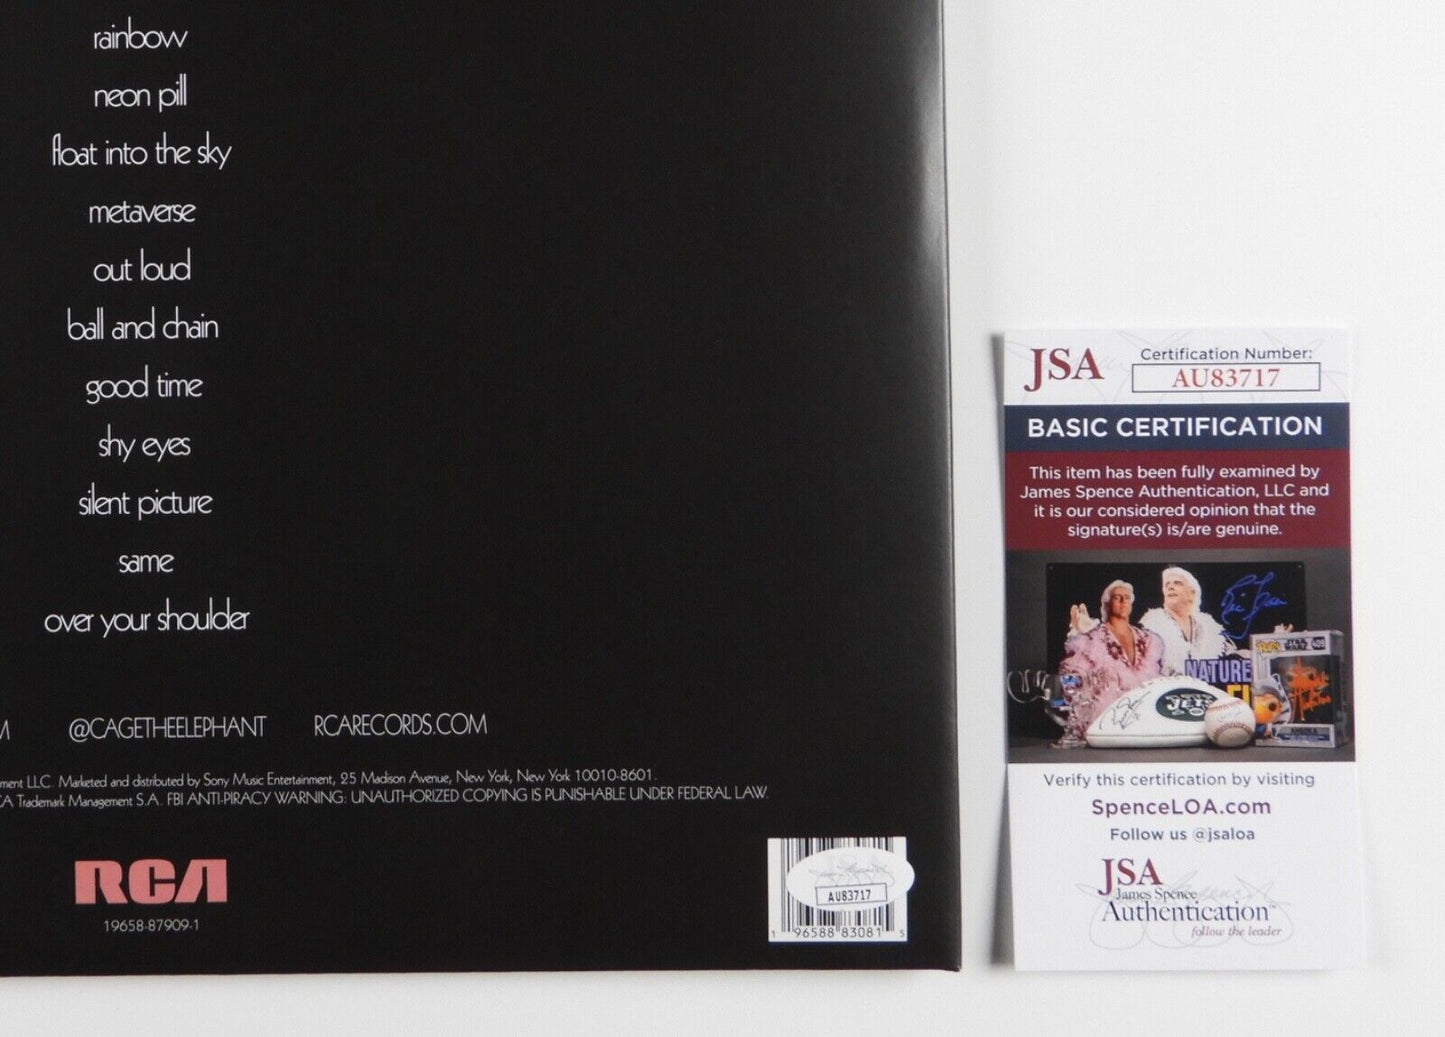 rainbow
neon pill
float into the sky
metaverse
out loud
ball and chain
good time
shy eyes
silent picture
same
over your shoulder
@CAGETHEELEPHANT
RCARECORDS.COM
ment LLC. Marketed and distributed by Sony Music Entertainment, 25 Madison Avenue, New York, New York 10010-8601.
CA Trademark Management S.A. FBI ANTI-PIRACY WARNING: UNAUTHORIZED COPYING IS PUNISHABLE UNDER FEDERAL LAW.
RCA
19658-87909-1
AU83717
1 96588 83081 5
JSA
Certification Number:
AU83717
BASIC CERTIFICATION
This item has been fully examined by
James Spence Authentication, LLC and
it is our considered opinion that the
signature(s) is/are genuine.
NATURE
JETS
Verify this certification by visiting
SpenceLOA.com
Follow us @jsaloa
JSA
James Spence
Authentication™
follow the leader